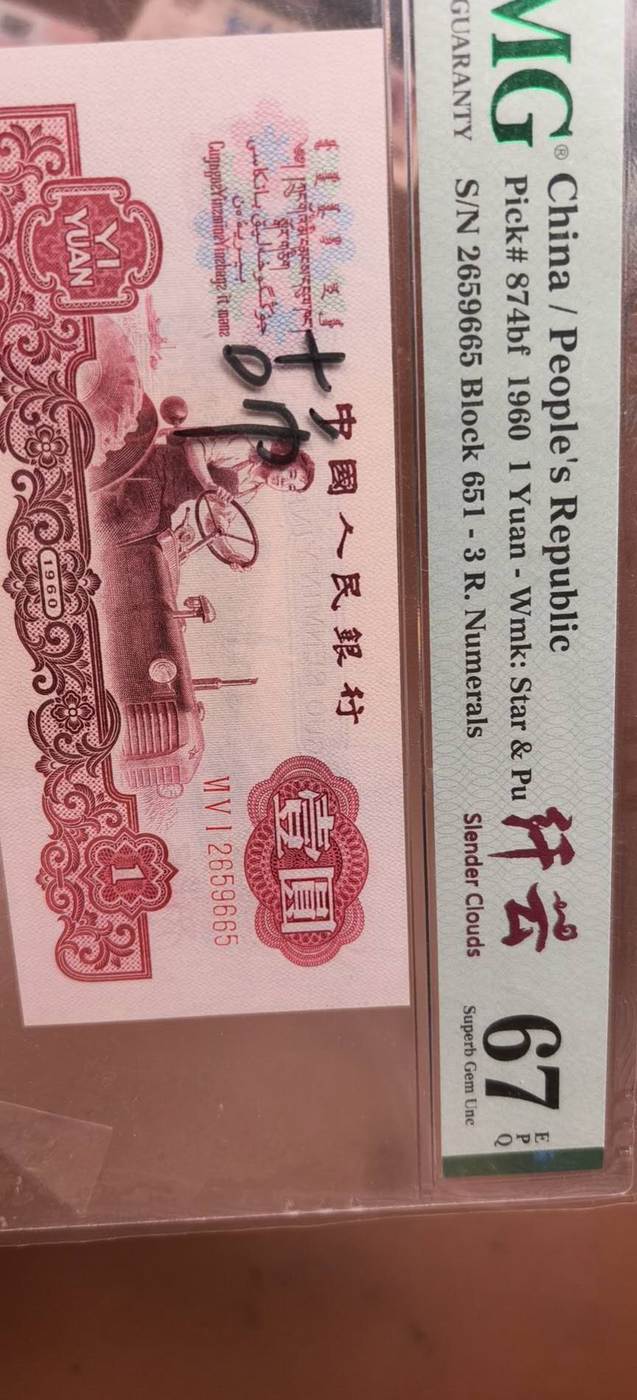 MG®
GUARANTY
China / People's Republic
Pick# 874bf 1960 1 Yuan - Wmk: Star & Pu
S/N 2659665 Block 651 - 3 R. Numerals
纤云
Slender Clouds
67
EPQ
Superb Gem Unc
中國人民銀行
YI
YUAN
壹圓
1960
1
2659665